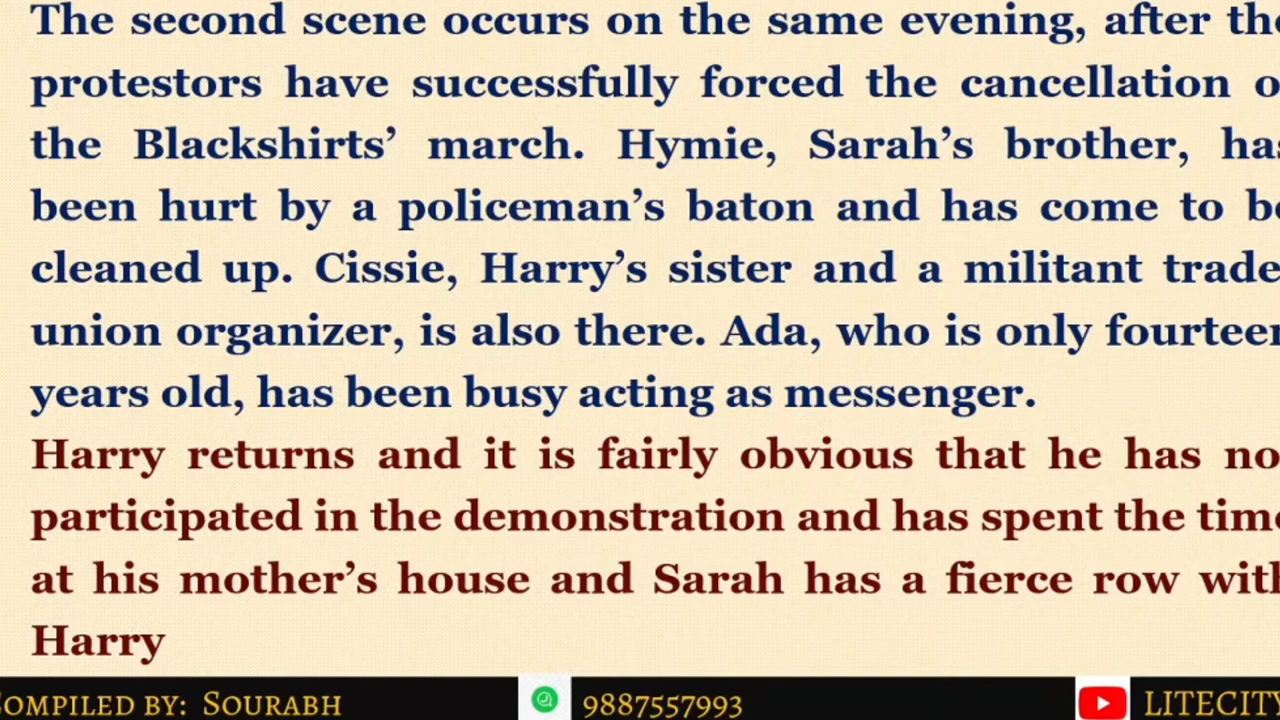 The second scene occurs on the same evening, after the
protestors have successfully forced the cancellation o
the Blackshirts' march. Hymie, Sarah's brother, has
been hurt by a policeman's baton and has come to be
cleaned up. Cissie, Harry's sister and a militant trade
union organizer, is also there. Ada, who is only fourteen
years old, has been busy acting as messenger.
Harry returns and it is fairly obvious that he has no
participated in the demonstration and has spent the time
at his mother's house and Sarah has a fierce row with
Harry
COMPILED BY: SOURABH 9887557993 LITECITY